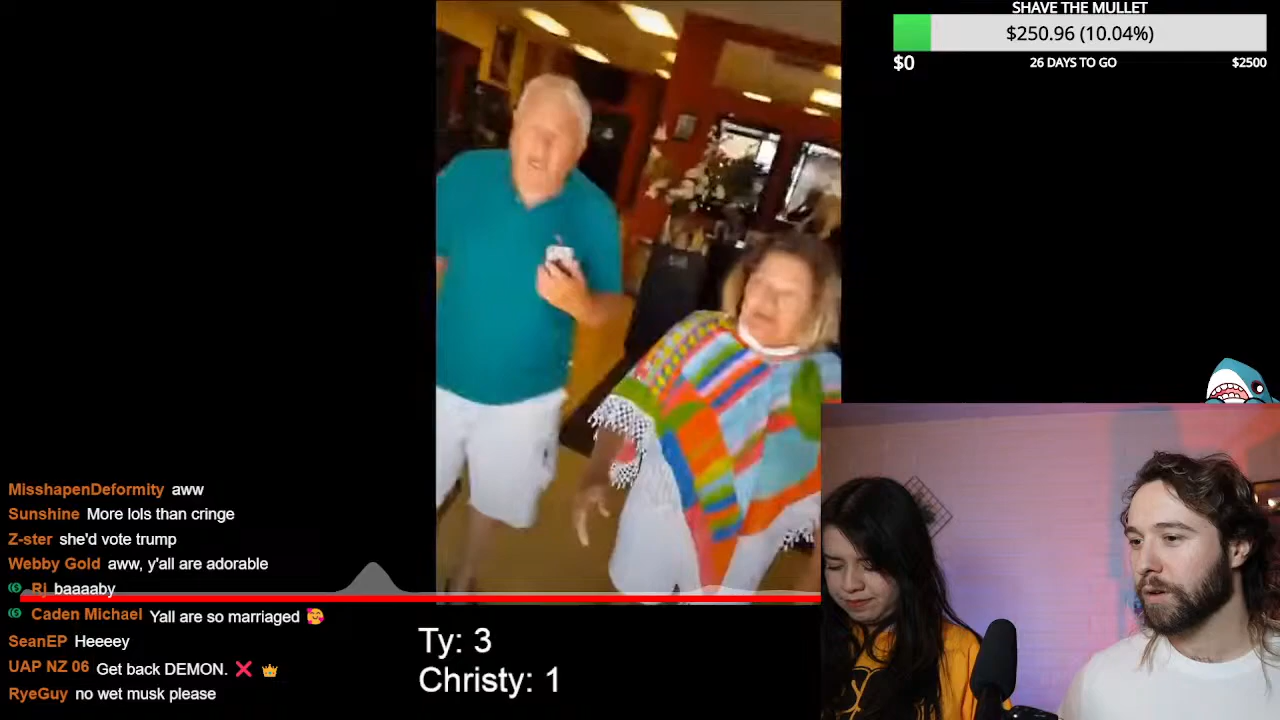 SHAVE THE MULLET
$250.96 (10.04%)
$0
26 DAYS TO GO
$2500
MisshapenDeformity aww
Sunshine More lols than cringe
Z-ster she'd vote trump
Webby Gold aww, y'all are adorable
Rj baaaaby
Caden Michael Yall are so marriaged 🥰
SeanEP Heeeey
UAP NZ 06 Get back DEMON. ❌ 👑
RyeGuy no wet musk please
Ty: 3
Christy: 1